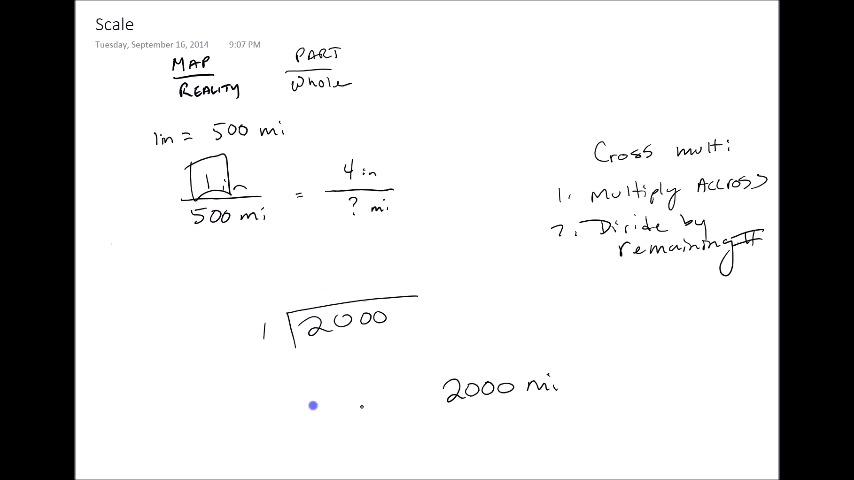 Scale
Tuesday, September 16, 2014 9:07 PM
MAP PART
REALITY Whole
1in = 500 mi
1 in = 4 in
500 mi ? mi
Cross multi
1. Multiply Accross
2. Divide by
remaining #
1 2000
2000 mi